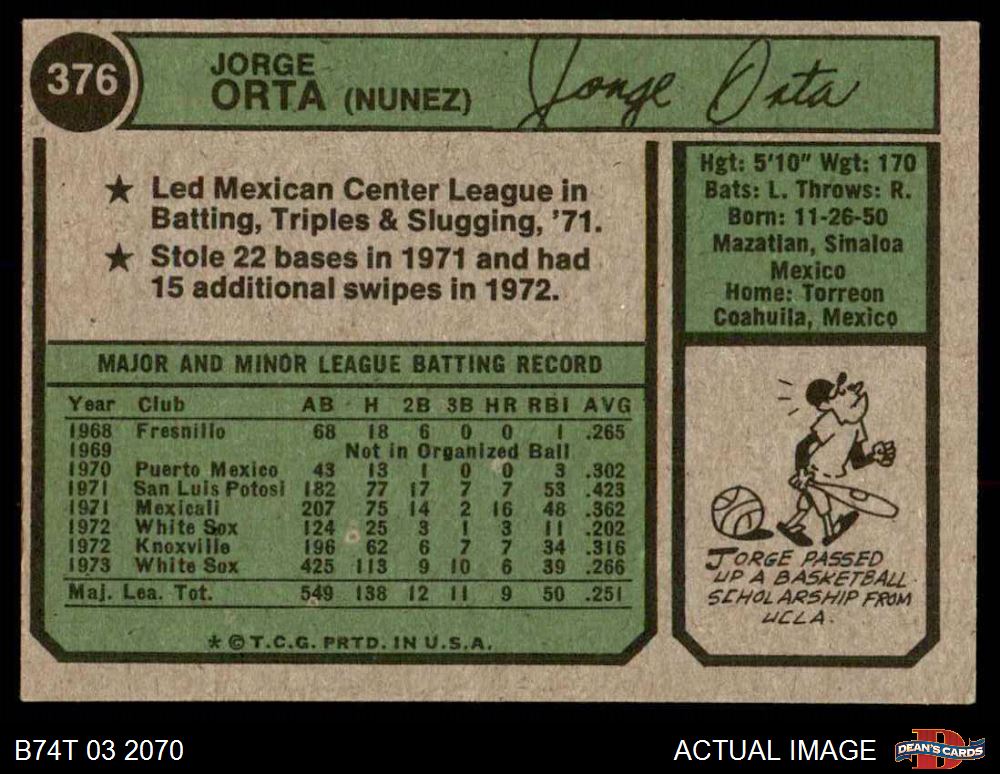 376
JORGE
ORTA (NUNEZ)
Jorge Orta
★ Led Mexican Center League in
Batting, Triples & Slugging, '71.
★ Stole 22 bases in 1971 and had
15 additional swipes in 1972.
Hgt: 5'10" Wgt: 170
Bats: L. Throws: R.
Born: 11-26-50
Mazatlan, Sinaloa
Mexico
Home: Torreon
Coahuila, Mexico
MAJOR AND MINOR LEAGUE BATTING RECORD
Year Club AB H 2B 3B HR RBI AVG
1968 Fresnillo 68 18 6 0 0 1 .265
1969 Not in Organized Ball
1970 Puerto Mexico 43 13 1 0 0 3 .302
1971 San Luis Potosi 182 77 17 7 7 53 .423
1971 Mexicali 207 75 14 2 16 48 .362
1972 White Sox 124 25 3 1 3 11 .202
1972 Knoxville 196 62 6 7 7 34 .316
1973 White Sox 425 113 9 10 6 39 .266
Maj. Lea. Tot. 549 138 12 11 9 50 .251
* © T.C.G. PRTD. IN U.S.A.
JORGE PASSED
UP A BASKETBALL
SCHOLARSHIP FROM
UCLA.
B74T 03 2070
ACTUAL IMAGE
DEAN'S CARDS